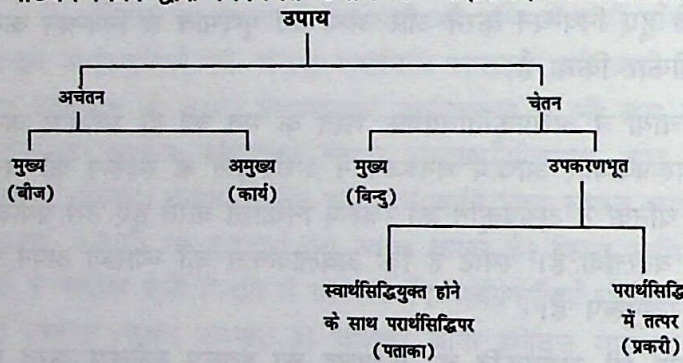 उपाय
अचेतन
चेतन
मुख्य
अमुख्य
मुख्य
उपकरणभूत
(बीज)
(कार्य)
(बिन्दु)
स्वार्थसिद्धियुक्त होने
परार्थसिद्धि
के साथ परार्थसिद्धिपर
में तत्पर
(पताका)
(प्रकरी)